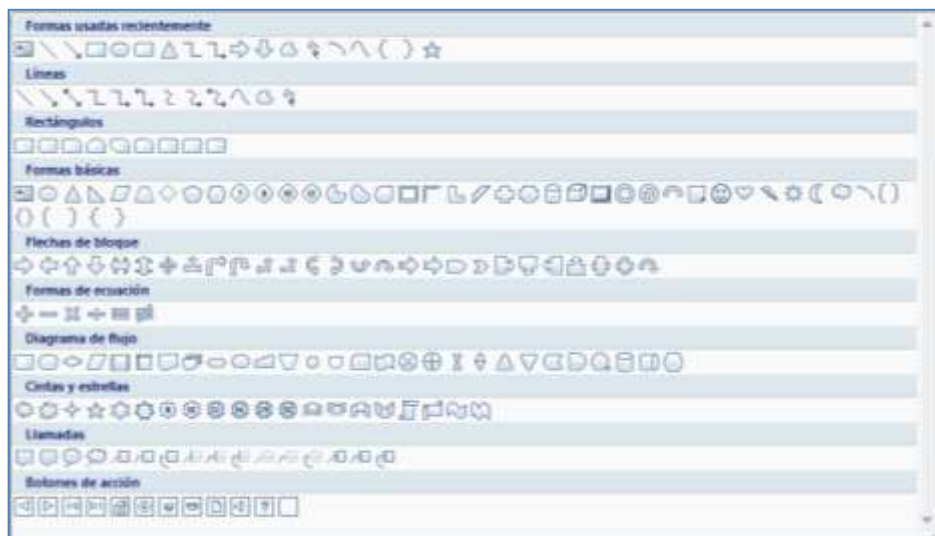 Formas usadas recientemente
Líneas
Rectángulos
Formas básicas
Flechas de bloque
Formas de ecuación
Diagrama de flujo
Cintas y estrellas
Llamadas
Botones de acción